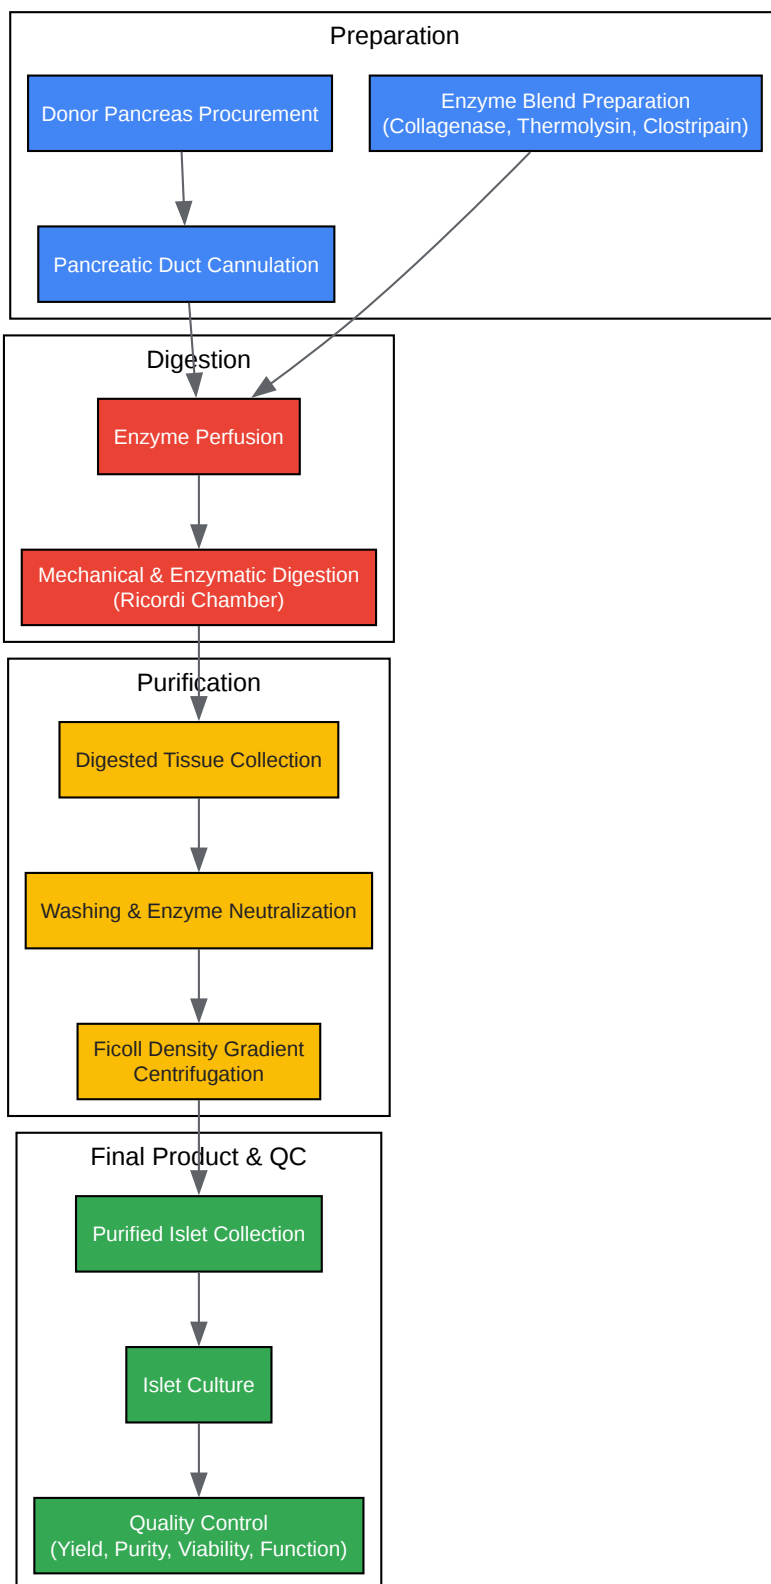 Preparation
Donor Pancreas Procurement
Enzyme Blend Preparation
(Collagenase, Thermolysin, Clostripain)
Pancreatic Duct Cannulation
Digestion
Enzyme Perfusion
Mechanical & Enzymatic Digestion
(Ricordi Chamber)
Purification
Digested Tissue Collection
Washing & Enzyme Neutralization
Ficoll Density Gradient
Centrifugation
Final Product & QC
Purified Islet Collection
Islet Culture
Quality Control
(Yield, Purity, Viability, Function)